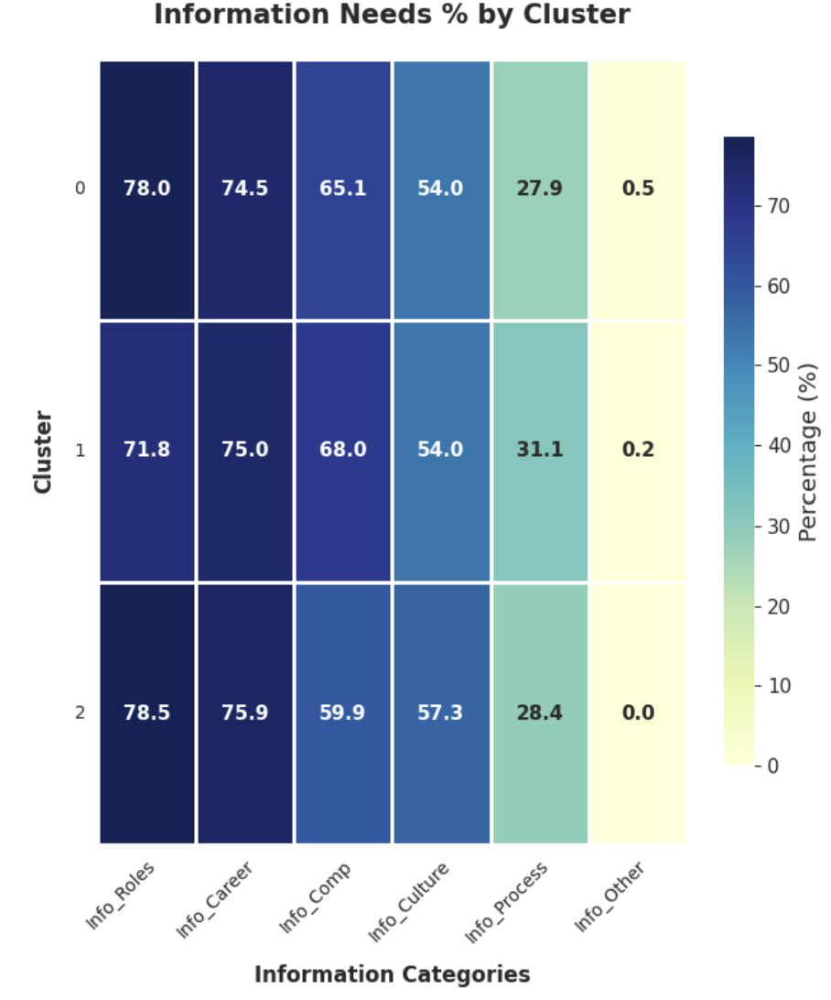 Information Needs % by Cluster
0 78.0 74.5 65.1 54.0 27.9 0.5
1 71.8 75.0 68.0 54.0 31.1 0.2
2 78.5 75.9 59.9 57.3 28.4 0.0
Cluster
Info_Roles Info_Career Info_Comp Info_Culture Info_Process Info_Other
Information Categories
70
60
50
40
30
20
10
0
Percentage (%)